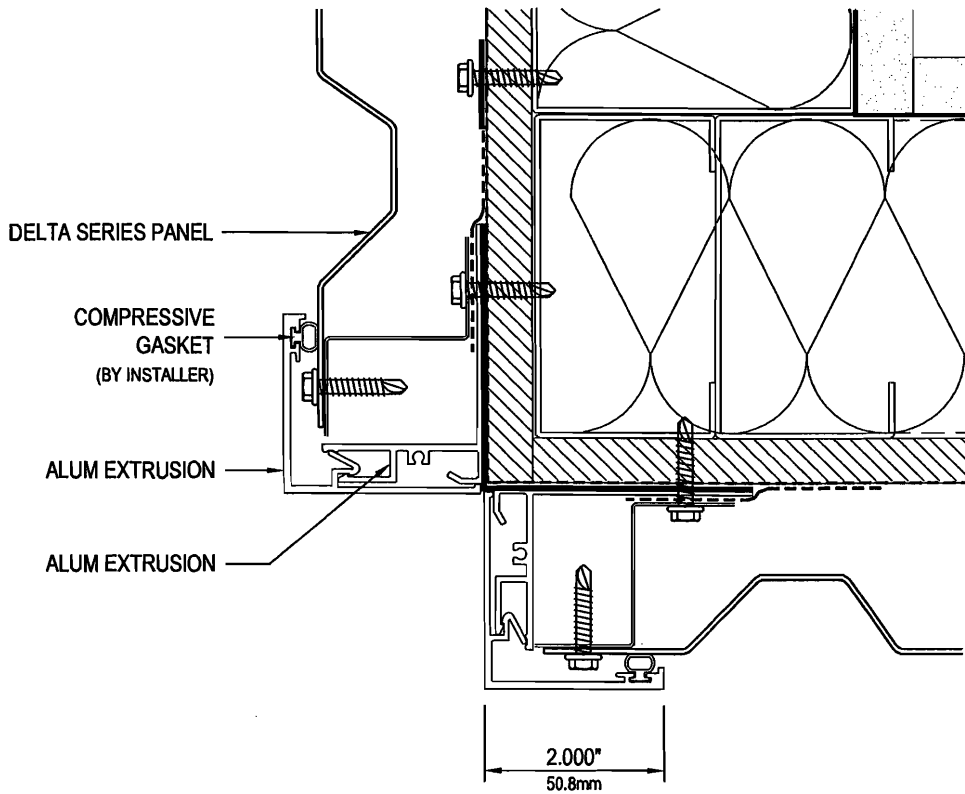 DELTA SERIES PANEL
COMPRESSIVE
GASKET
(BY INSTALLER)
ALUM EXTRUSION
ALUM EXTRUSION
2.000"
50.8mm